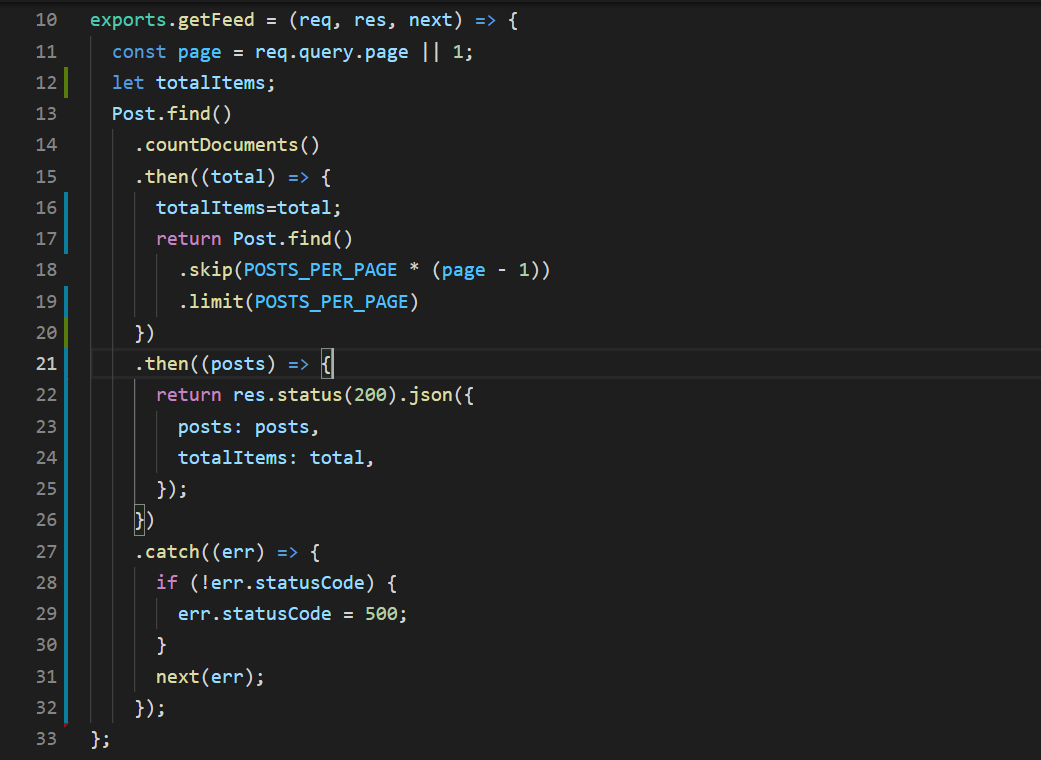 10 exports.getFeed = (req, res, next) => {
11   const page = req.query.page || 1;
12   let totalItems;
13   Post.find()
14     .countDocuments()
15     .then((total) => {
16       totalItems=total;
17       return Post.find()
18         .skip(POSTS_PER_PAGE * (page - 1))
19         .limit(POSTS_PER_PAGE)
20     })
21     .then((posts) => {
22       return res.status(200).json({
23         posts: posts,
24         totalItems: total,
25       });
26     })
27     .catch((err) => {
28       if (!err.statusCode) {
29         err.statusCode = 500;
30       }
31       next(err);
32     });
33 };